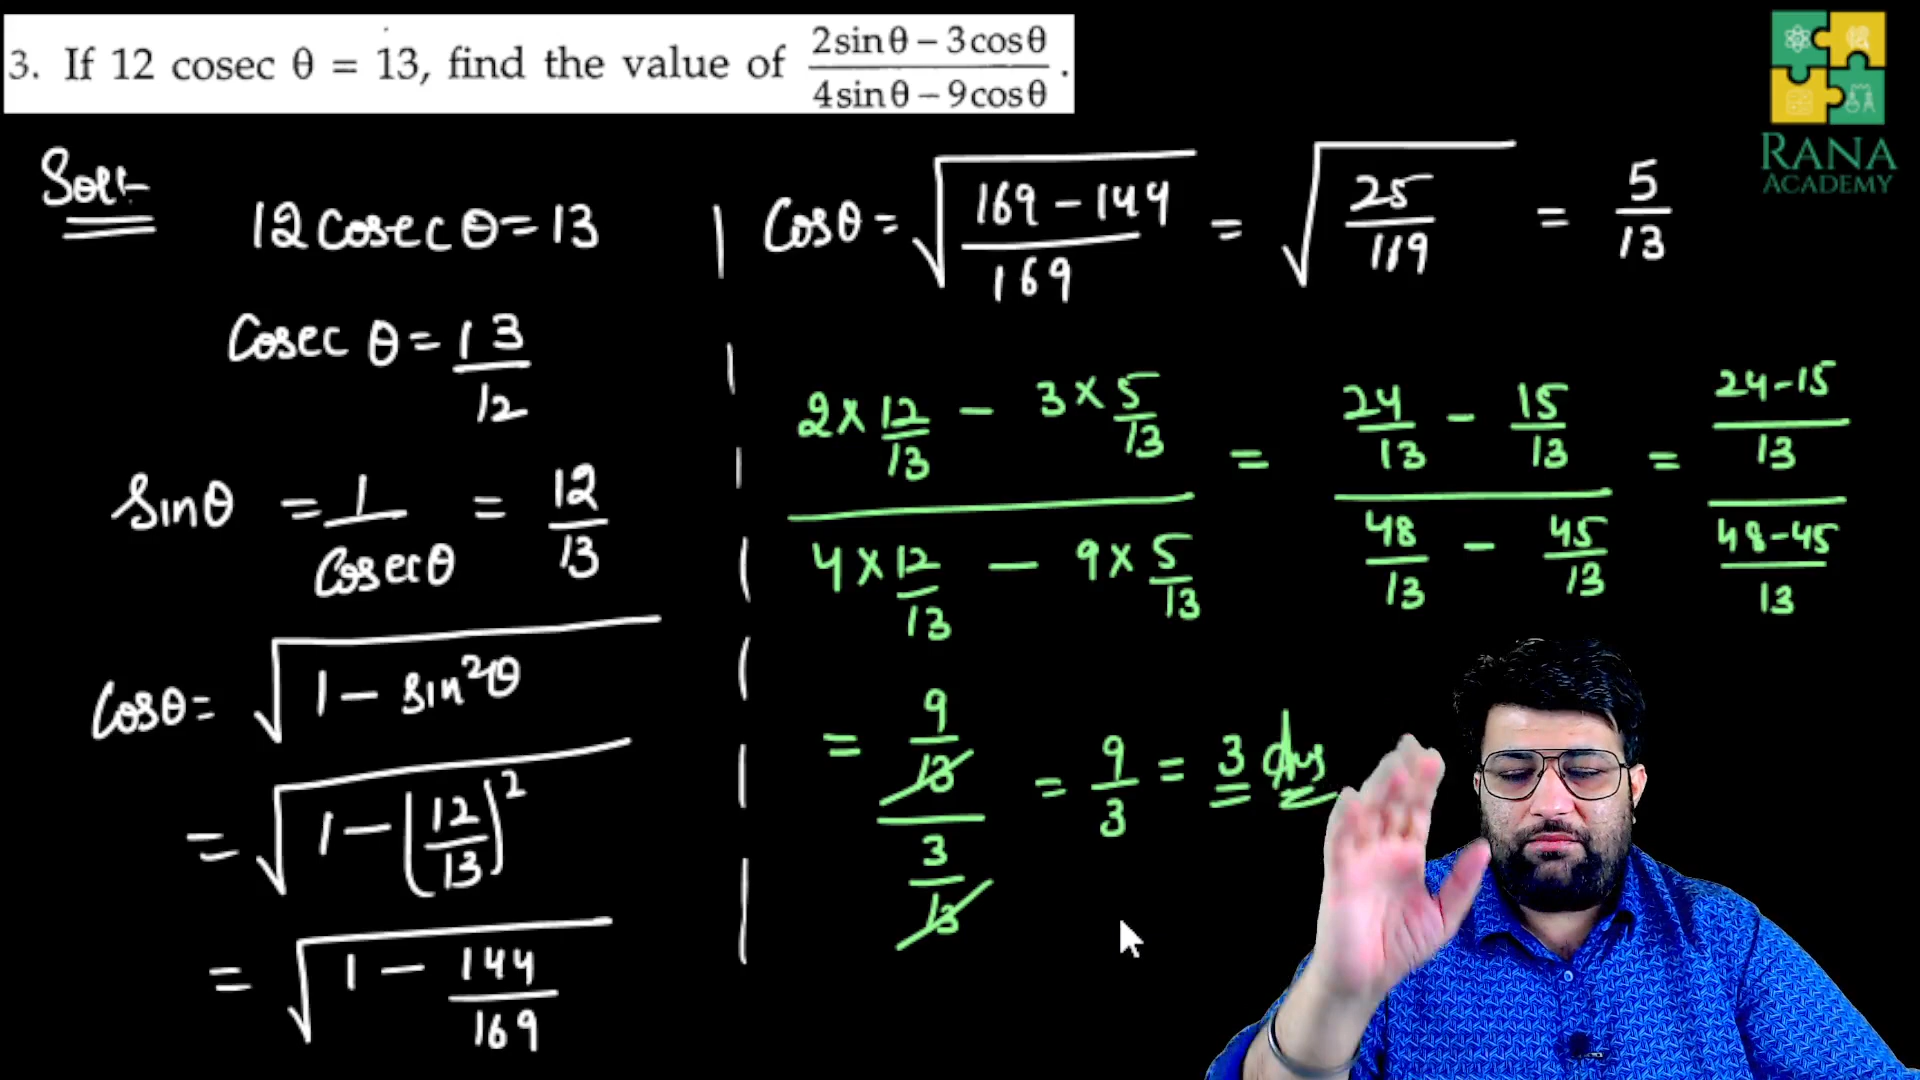 3. If 12 cosec θ = 13, find the value of (2sinθ – 3cosθ)/(4sinθ – 9cosθ).
RANA
ACADEMY
Sol:-
12 cosec θ = 13
cosec θ = 13/12
sinθ = 1/cosecθ = 12/13
cosθ = √(1 – sin²θ)
= √(1 – (12/13)²)
= √(1 – 144/169)
cosθ = √((169 – 144)/169) = √(25/119) = 5/13
(2 × 12/13 – 3 × 5/13)/(4 × 12/13 – 9 × 5/13) = (24/13 – 15/13)/(48/13 – 45/13) = ((24-15)/13)/((48-45)/13)
= (9/13)/(3/13) = 9/3 = 3 Ans